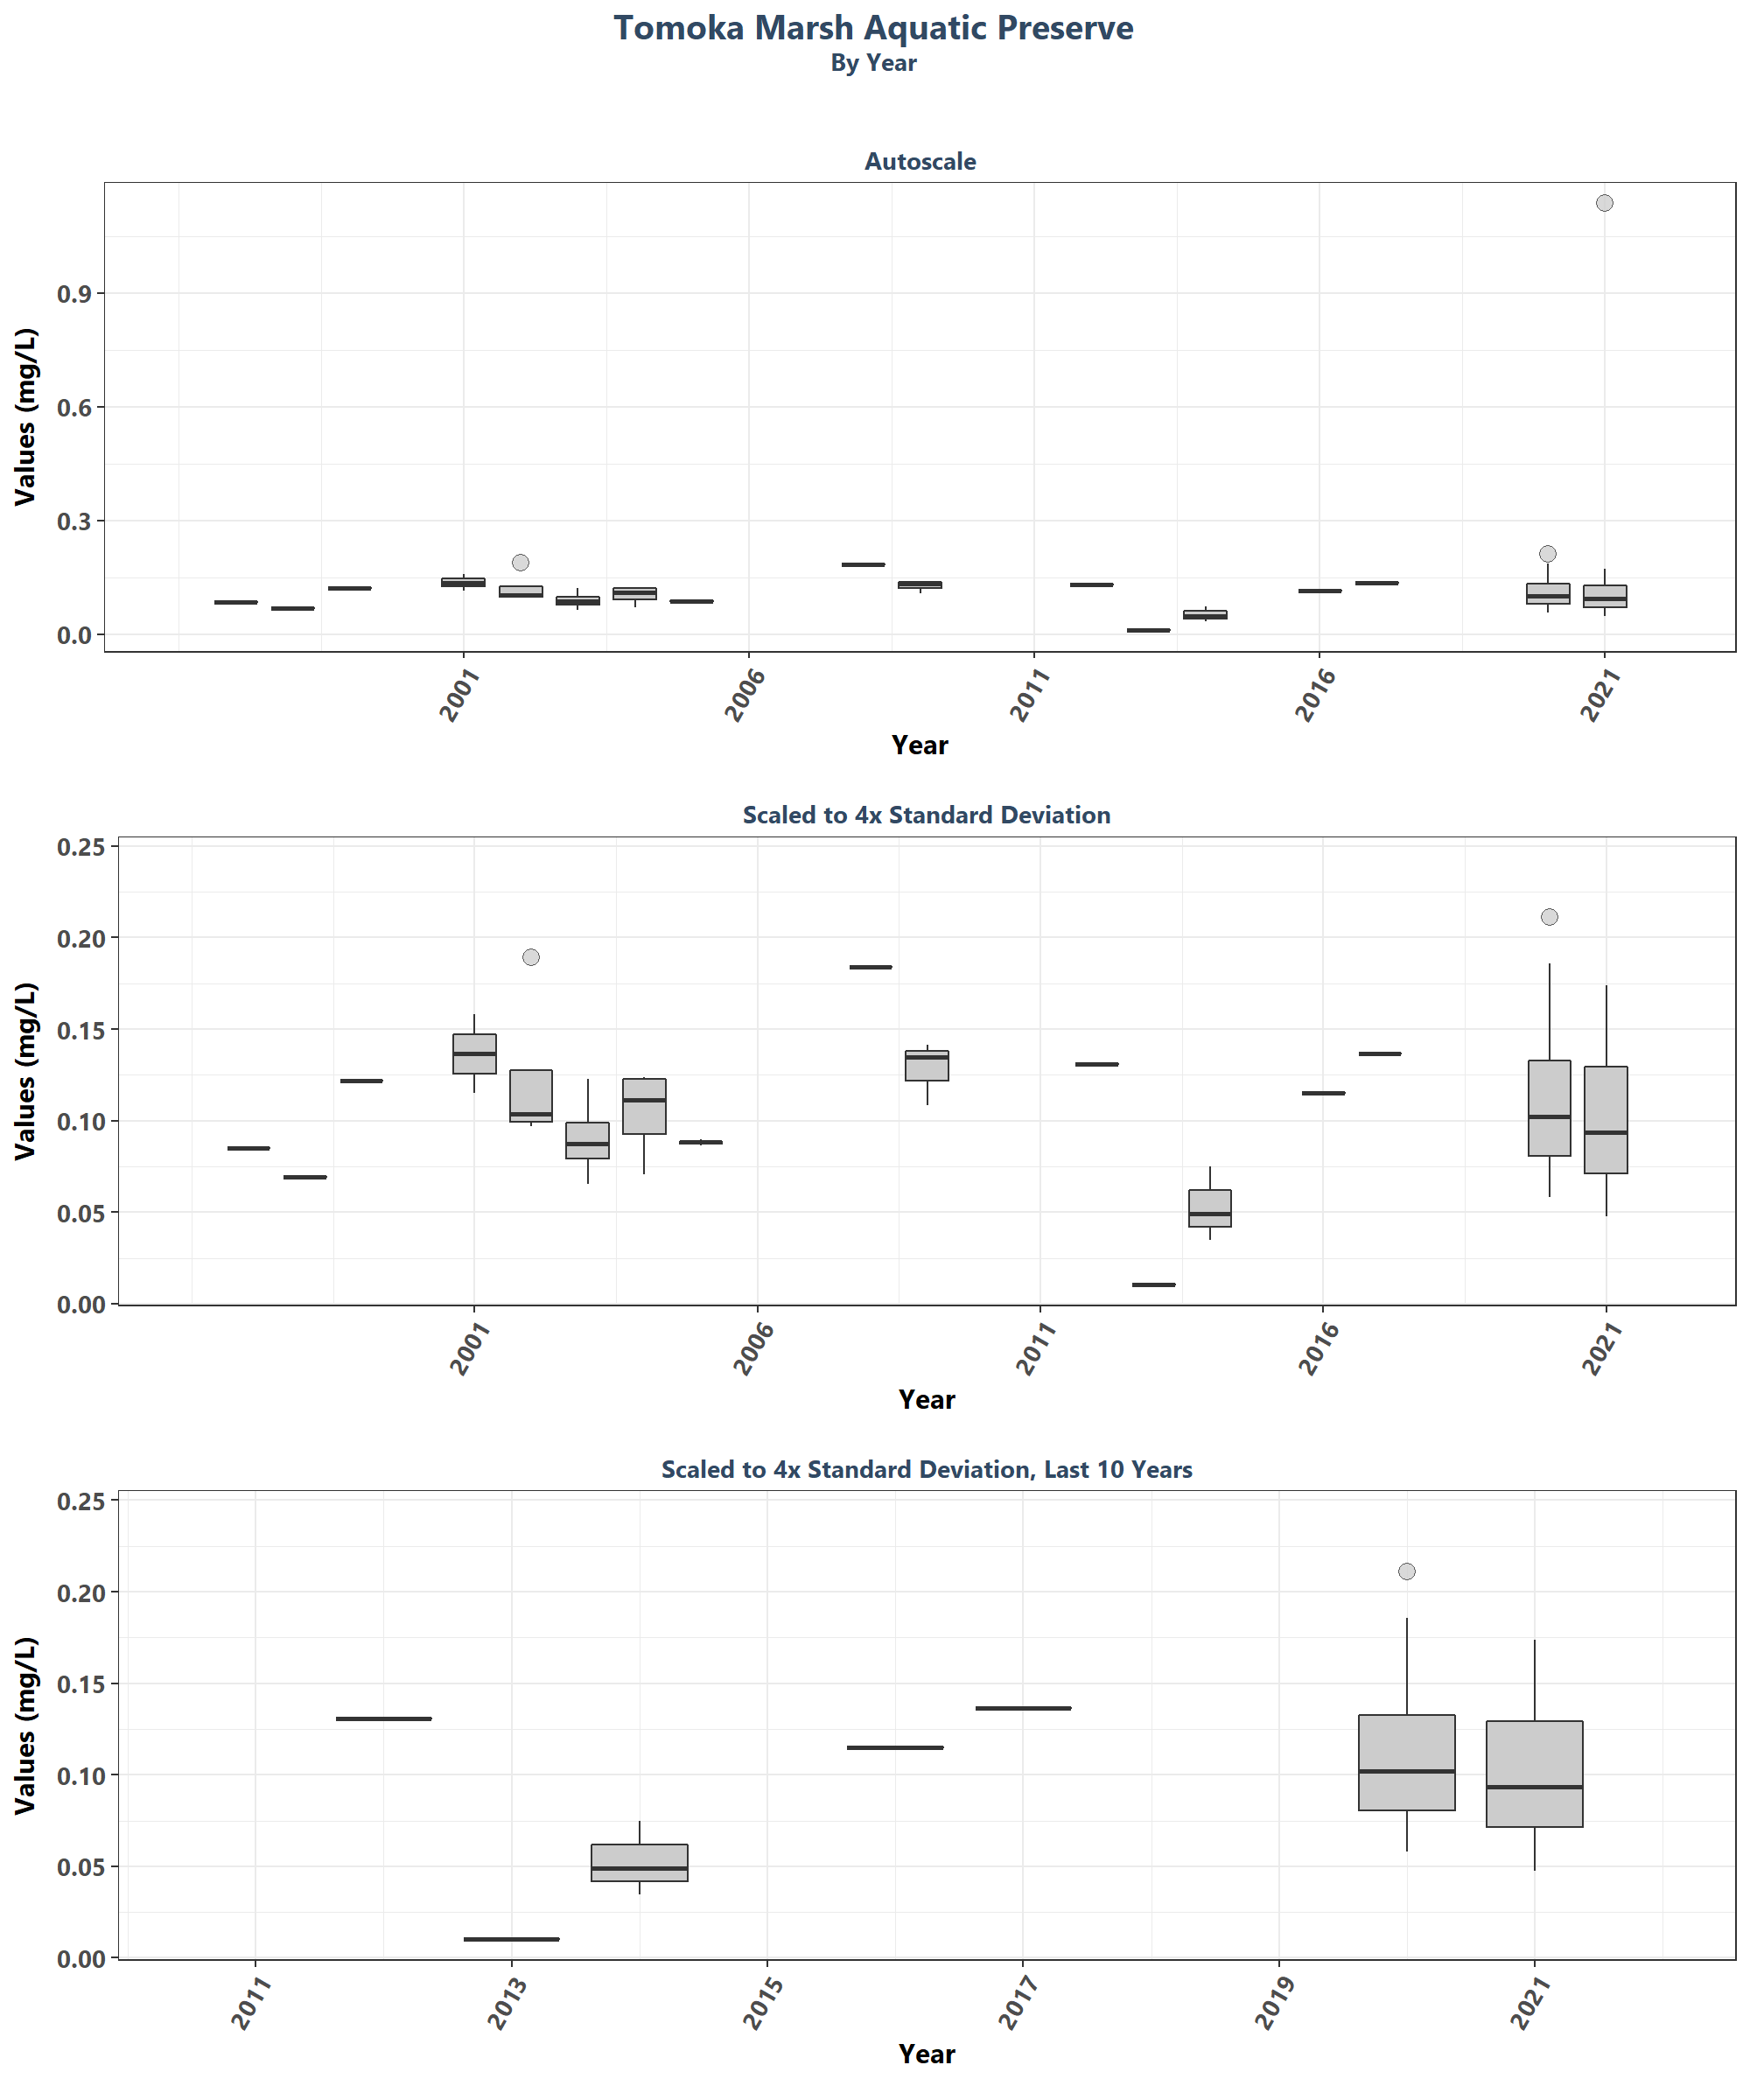 Tomoka Marsh Aquatic Preserve
By Year
Autoscale
Values (mg/L)
0.9
0.6
0.3
0.0
2001
2006
2011
2016
2021
Year
Scaled to 4x Standard Deviation
Values (mg/L)
0.25
0.20
0.15
0.10
0.05
0.00
2001
2006
2011
2016
2021
Year
Scaled to 4x Standard Deviation, Last 10 Years
Values (mg/L)
0.25
0.20
0.15
0.10
0.05
0.00
2011
2013
2015
2017
2019
2021
Year